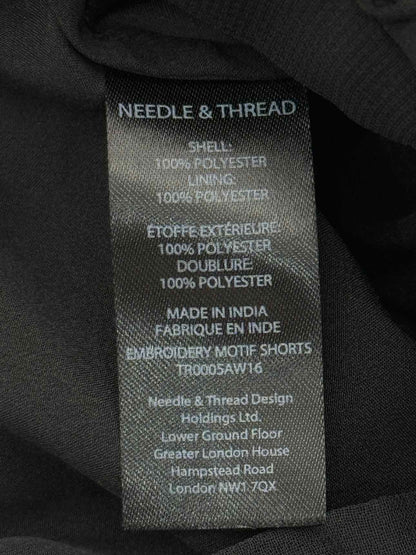 NEEDLE & THREAD
SHELL:
100% POLYESTER
LINING:
100% POLYESTER
ÉTOFFE EXTÉRIEURE:
100% POLYESTER
DOUBLURE:
100% POLYESTER
MADE IN INDIA
FABRIQUE EN INDE
EMBROIDERY MOTIF SHORTS
TR0005AW16
Needle & Thread Design
Holdings Ltd.
Lower Ground Floor
Greater London House
Hampstead Road
London NW1 7QX